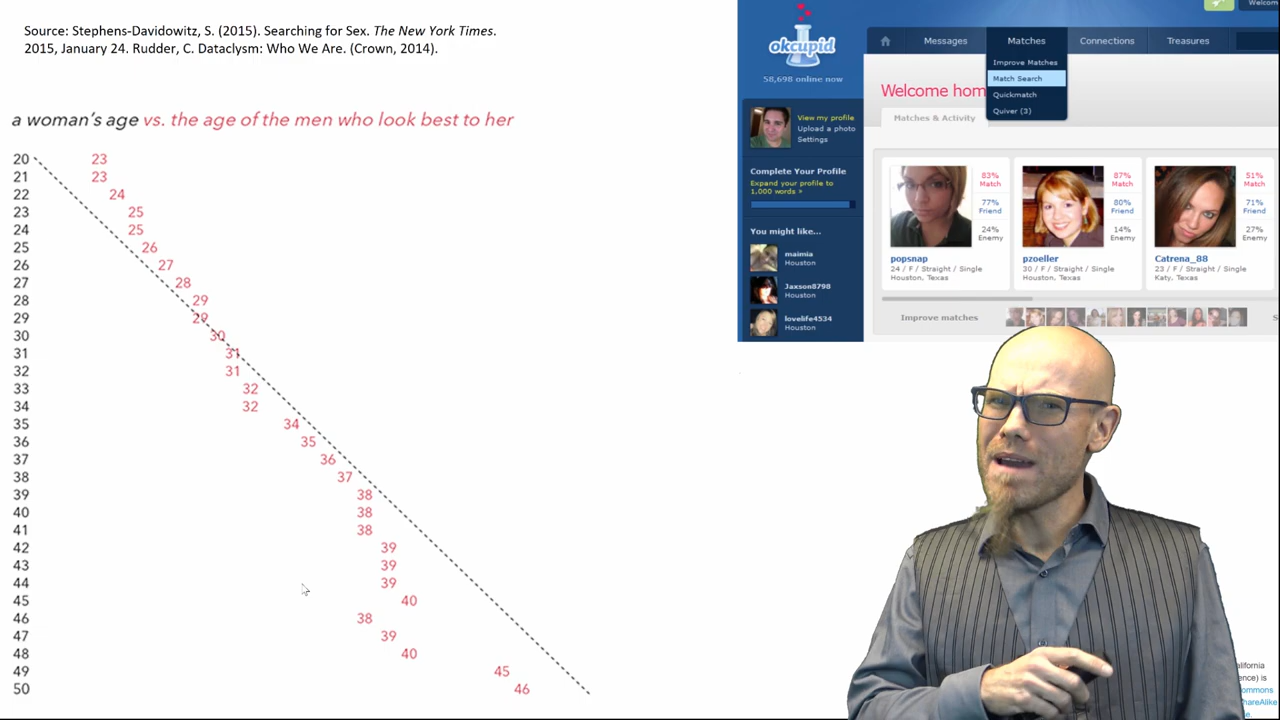 Source: Stephens-Davidowitz, S. (2015). Searching for Sex. The New York Times.
2015, January 24. Rudder, C. Dataclysm: Who We Are. (Crown, 2014).
a woman's age vs. the age of the men who look best to her
20 23
21 23
22 24
23 25
24 25
25 26
26 27
27 28
28 29
29 29
30 30
31 31
32 31
33 32
34 32
35 34
36 35
37 36
38 37
39 38
40 38
41 38
42 39
43 39
44 39
45 40
46 38
47 39
48 40
49 45
50 46
okcupid
58,698 online now
Welcom
Messages Matches Connections Treasures
Improve Matches
Match Search
Quickmatch
Quiver (3)
View my profile
Upload a photo
Settings
Complete Your Profile
Expand your profile to
1,000 words »
You might like...
maimia
Houston
Jaxson8798
Houston
lovelife4534
Houston
Welcome hom
Matches & Activity
83%
Match
77%
Friend
24%
Enemy
popsnap
24 / F / Straight / Single
Houston, Texas
87%
Match
80%
Friend
14%
Enemy
pzoeller
30 / F / Straight / Single
Houston, Texas
51%
Match
71%
Friend
27%
Enemy
Catrena_88
23 / F / Straight / Sing
Katy, Texas
Improve matches
S
alifornia
ence) is
ommons
hareAlike